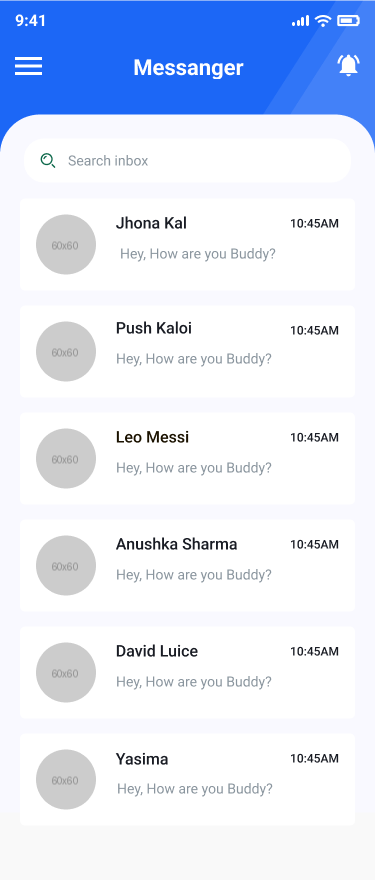 9:41
Messanger
Search inbox
60x60
Jhona Kal
10:45AM
Hey, How are you Buddy?
60x60
Push Kaloi
10:45AM
Hey, How are you Buddy?
60x60
Leo Messi
10:45AM
Hey, How are you Buddy?
60x60
Anushka Sharma
10:45AM
Hey, How are you Buddy?
60x60
David Luice
10:45AM
Hey, How are you Buddy?
60x60
Yasima
10:45AM
Hey, How are you Buddy?